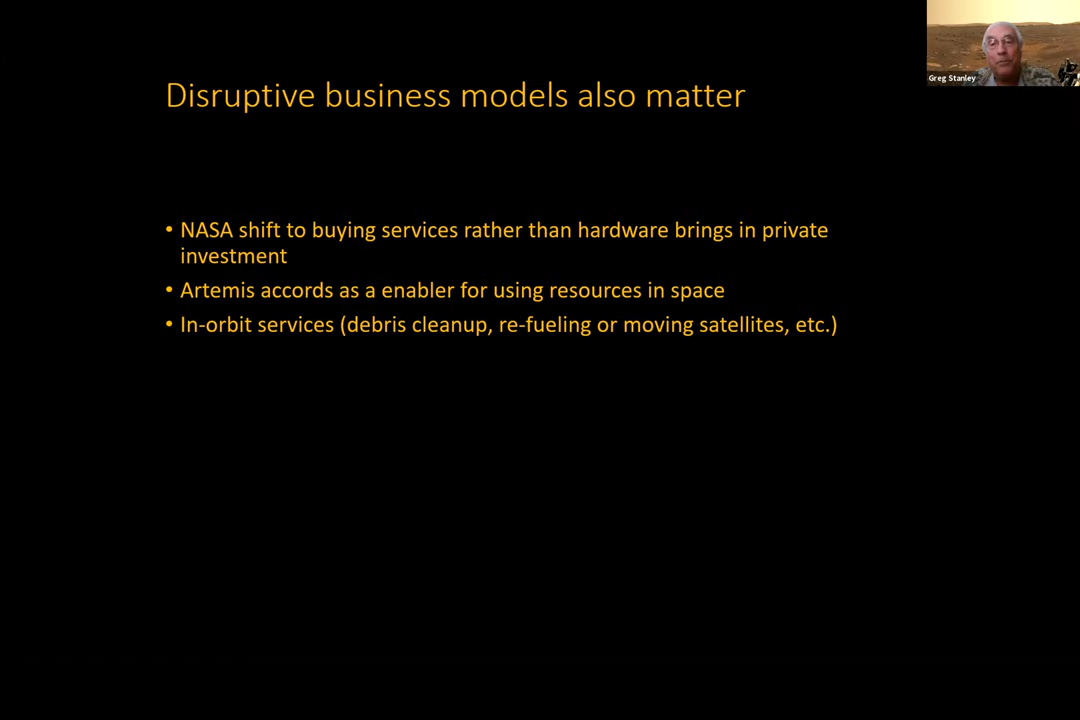 Greg Stanley
Disruptive business models also matter
• NASA shift to buying services rather than hardware brings in private
investment
• Artemis accords as a enabler for using resources in space
• In-orbit services (debris cleanup, re-fueling or moving satellites, etc.)